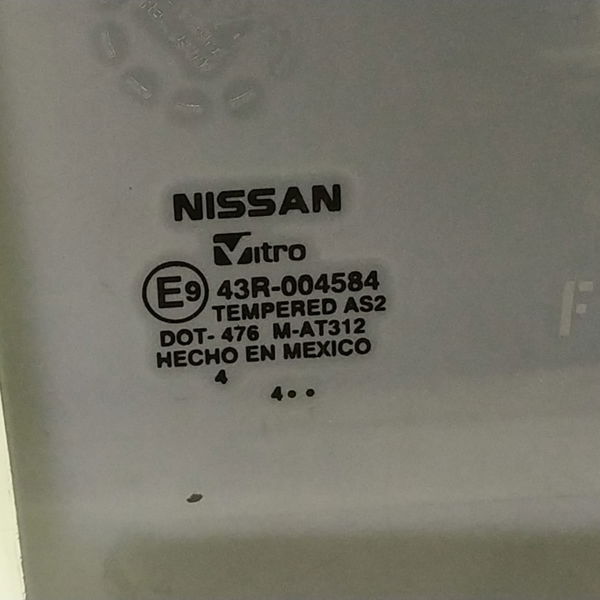 NISSAN
Vitro
E9 43R-004584
TEMPERED AS2
DOT- 476 M-AT312
HECHO EN MEXICO
4
4••
F